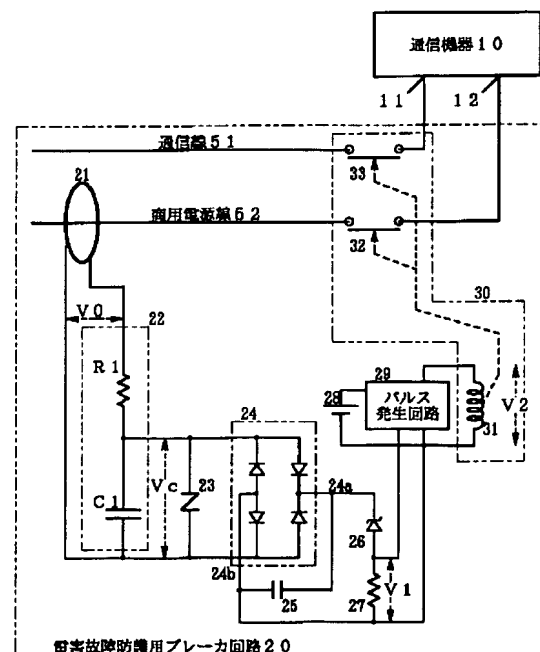 通信機器10
11
12
通信線51
21
33
商用電源線52
32
V0
22
30
R1
29
28
パルス
発生回路
V2
31
24
Vc
23
24a
C1
26
24b
25
27
V1
雷害故障防護用ブレーカ回路20